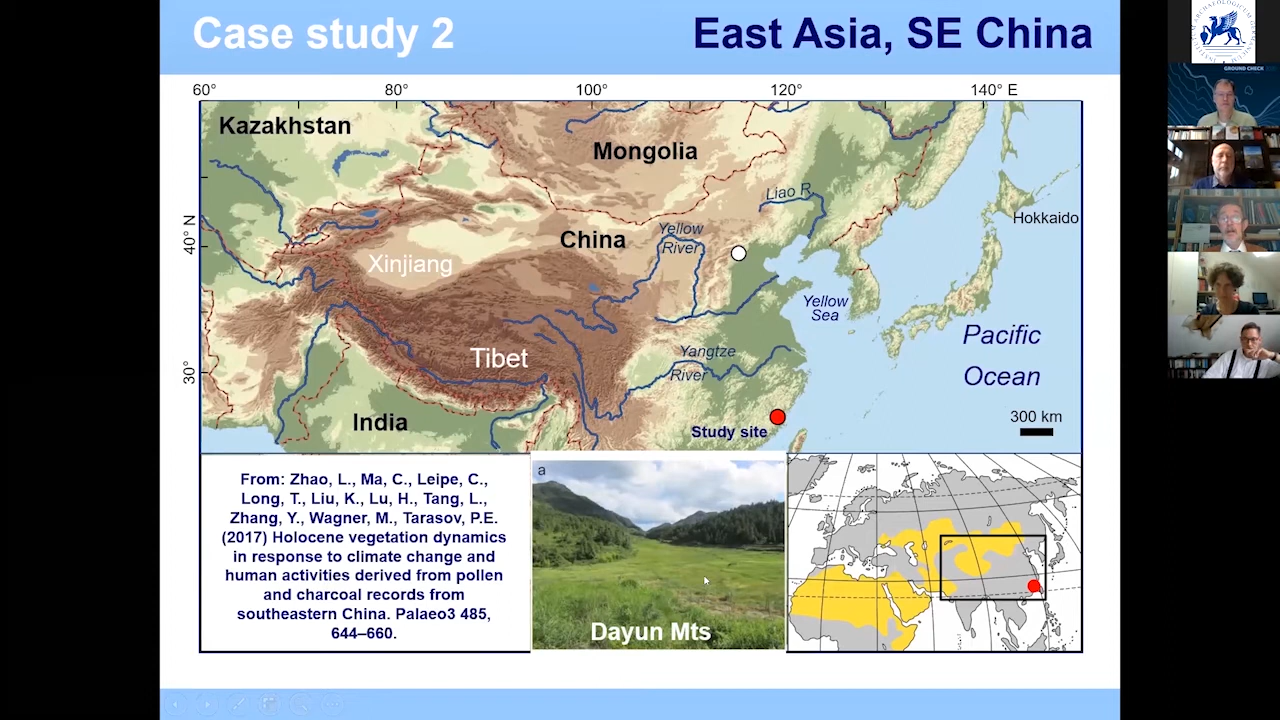 Case study 2
East Asia, SE China
60° 80° 100° 120° 140° E
Kazakhstan
Mongolia
Liao R.
Hokkaido
40° N
Yellow
River
China
Xinjiang
Yellow
Sea
Pacific
Ocean
Tibet
Yangtze
River
30°
India
300 km
Study site
From: Zhao, L., Ma, C., Leipe, C.,
Long, T., Liu, K., Lu, H., Tang, L.,
Zhang, Y., Wagner, M., Tarasov, P.E.
(2017) Holocene vegetation dynamics
in response to climate change and
human activities derived from pollen
and charcoal records from
southeastern China. Palaeo3 485,
644–660.
a
Dayun Mts
GROUND CHECK